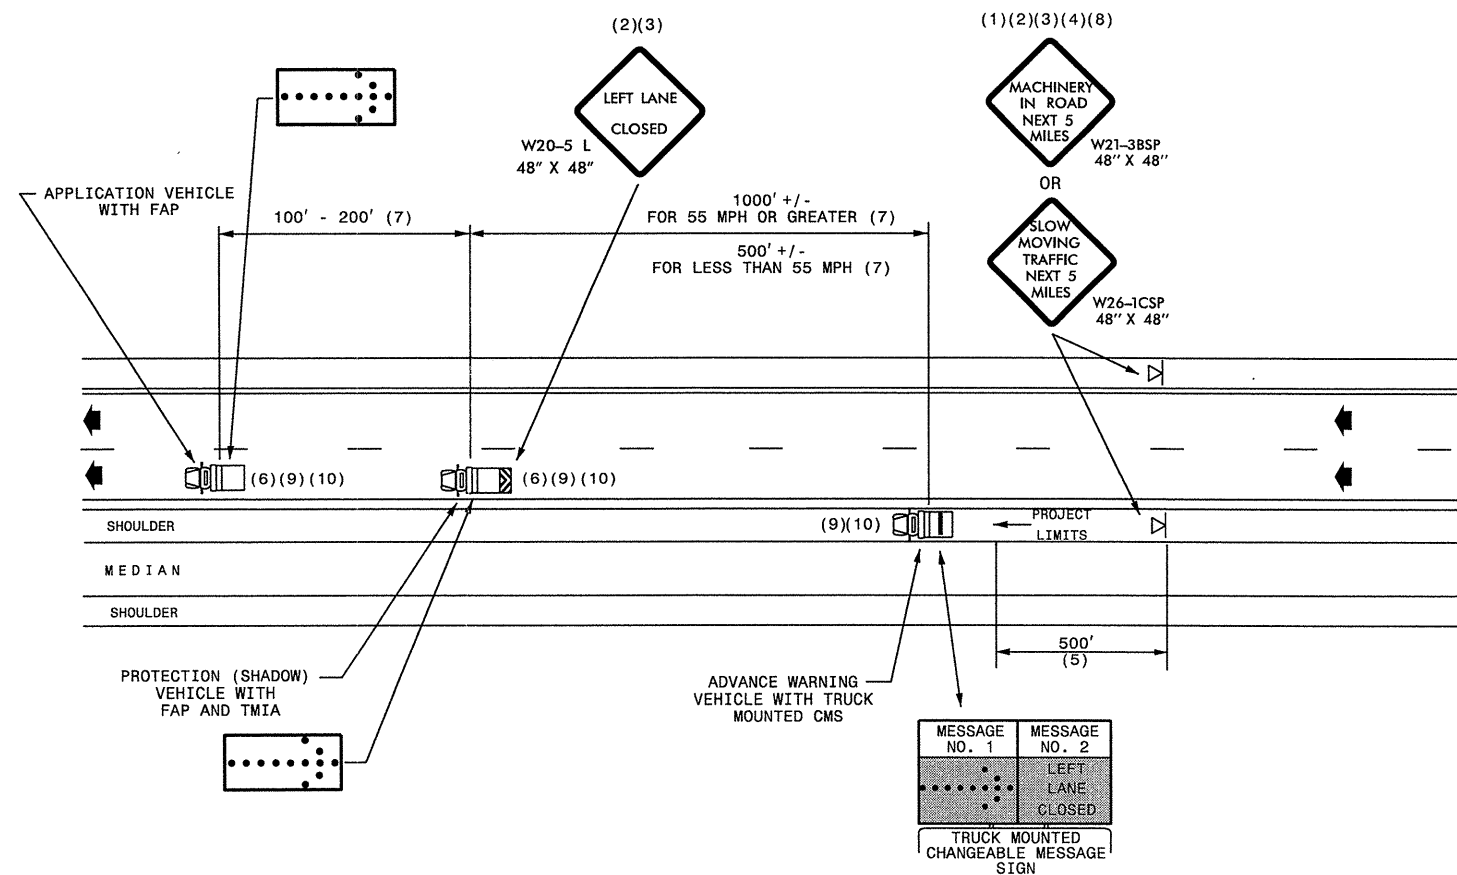 (2)(3)
(1)(2)(3)(4)(8)
LEFT LANE
CLOSED
W20-5 L
48" X 48"
MACHINERY
IN ROAD
NEXT 5
MILES
W21-3BSP
48" X 48"
OR
APPLICATION VEHICLE
WITH FAP
100' - 200' (7)
1000' +/-
FOR 55 MPH OR GREATER (7)
500' +/-
FOR LESS THAN 55 MPH (7)
SLOW
MOVING
TRAFFIC
NEXT 5
MILES
W26-1CSP
48" X 48"
(6)(9)(10)
(6)(9)(10)
SHOULDER
(9)(10)
PROJECT
LIMITS
MEDIAN
SHOULDER
500'
(5)
PROTECTION (SHADOW)
VEHICLE WITH
FAP AND TMIA
ADVANCE WARNING
VEHICLE WITH TRUCK
MOUNTED CMS
MESSAGE
NO. 1
MESSAGE
NO. 2
LEFT
LANE
CLOSED
TRUCK MOUNTED
CHANGEABLE MESSAGE
SIGN